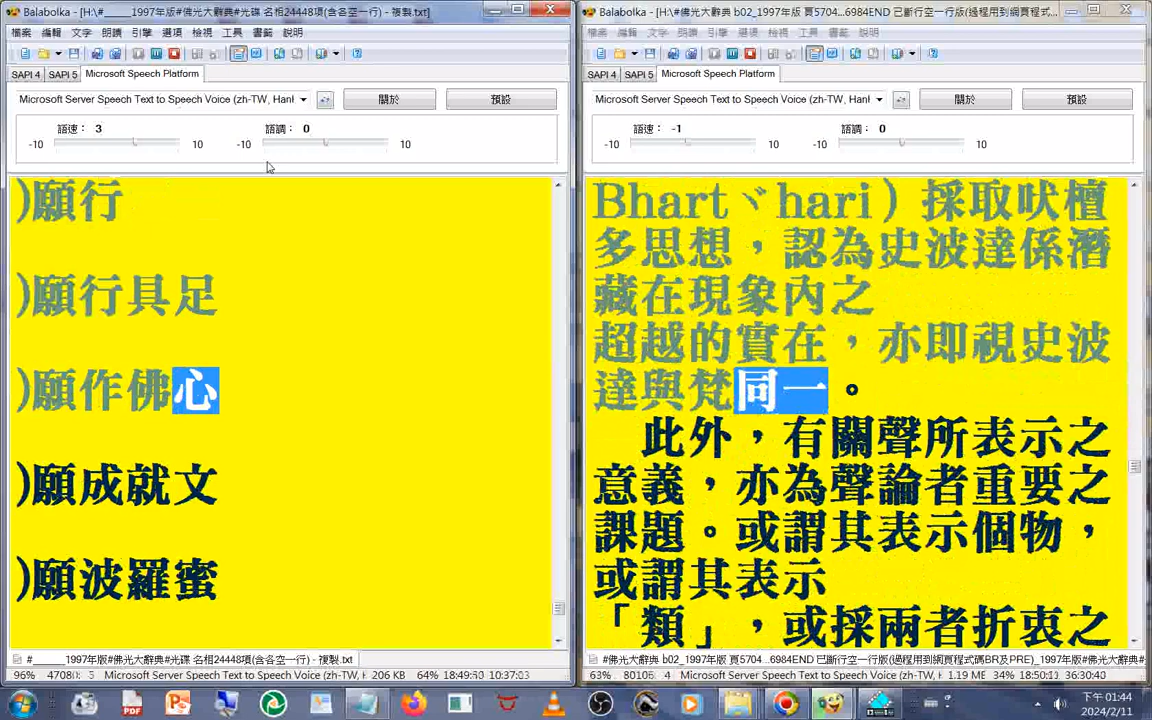 Balabolka - [H:\#_____1997年版#佛光大辭典#光碟 名相24448項(含各空一行) - 複製.txt]
檔案 編輯 文字 朗讀 引擎 選項 檢視 工具 書籤 說明
SAPI 4 SAPI 5 Microsoft Speech Platform
Microsoft Server Speech Text to Speech Voice (zh-TW, Hanl
關於 預設
語速： 3 語調： 0
-10 10 -10 10
)願行
)願行具足
)願作佛心
)願成就文
)願波羅蜜
#_____1997年版#佛光大辭典#光碟 名相24448項(含各空一行) - 複製.txt
96% Microsoft Server Speech Text to Speech Voice (zh-TW, H 206 KB 64% 18:49:50 10:37:03
Balabolka - [H:\#佛光大辭典 b02_1997年版 頁5704...6984END 已斷行空一行版(過程用到網頁程式...
檔案 編輯 文字 朗讀 引擎 選項 檢視 工具 書籤 說明
SAPI 4 SAPI 5 Microsoft Speech Platform
Microsoft Server Speech Text to Speech Voice (zh-TW, Hanl
關於 預設
語速： -1 語調： 0
-10 10 -10 10
Bhartヾhari）採取吠檀
多思想，認為史波達係潛
藏在現象內之
超越的實在，亦即視史波
達與梵同一。
此外，有關聲所表示之
意義，亦為聲論者重要之
課題。或謂其表示個物，
或謂其表示
「類」，或採兩者折衷之
#佛光大辭典 b02_1997年版 頁5704...6984END 已斷行空一行版(過程用到網頁程式碼BR及PRE)_1997年版#佛光大辭典#
63% Microsoft Server Speech Text to Speech Voice (zh-TW, H 1.19 ME 34% 36:30:40
下午 01:44
2024/2/11